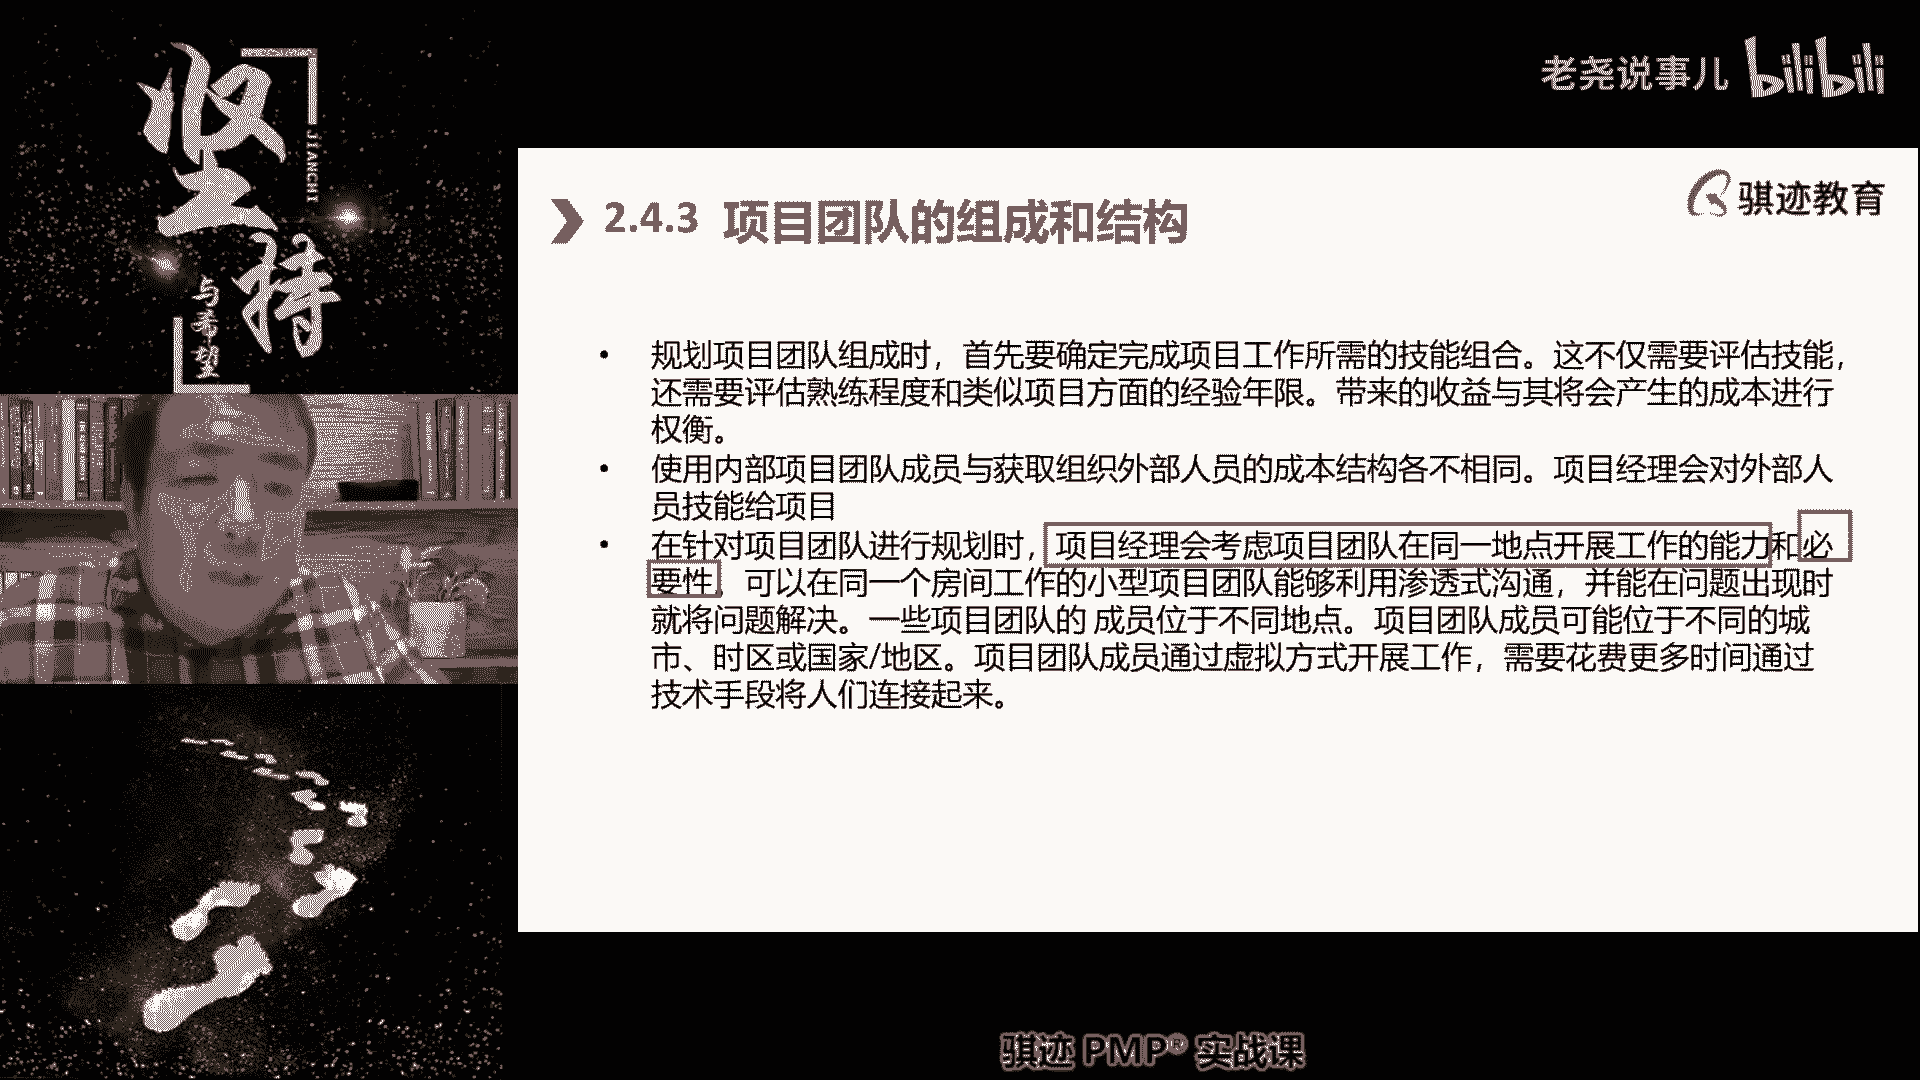 坚持
JIANCHI
与希望
老尧说事儿 bilibili
骐迹教育
2.4.3 项目团队的组成和结构
• 规划项目团队组成时，首先要确定完成项目工作所需的技能组合。这不仅需要评估技能，
还需要评估熟练程度和类似项目方面的经验年限。带来的收益与其将会产生的成本进行
权衡。
• 使用内部项目团队成员与获取组织外部人员的成本结构各不相同。项目经理会对外部人
员技能给项目
• 在针对项目团队进行规划时，项目经理会考虑项目团队在同一地点开展工作的能力和必
要性。可以在同一个房间工作的小型项目团队能够利用渗透式沟通，并能在问题出现时
就将问题解决。一些项目团队的 成员位于不同地点。项目团队成员可能位于不同的城
市、时区或国家/地区。项目团队成员通过虚拟方式开展工作，需要花费更多时间通过
技术手段将人们连接起来。
骐迹 PMP® 实战课